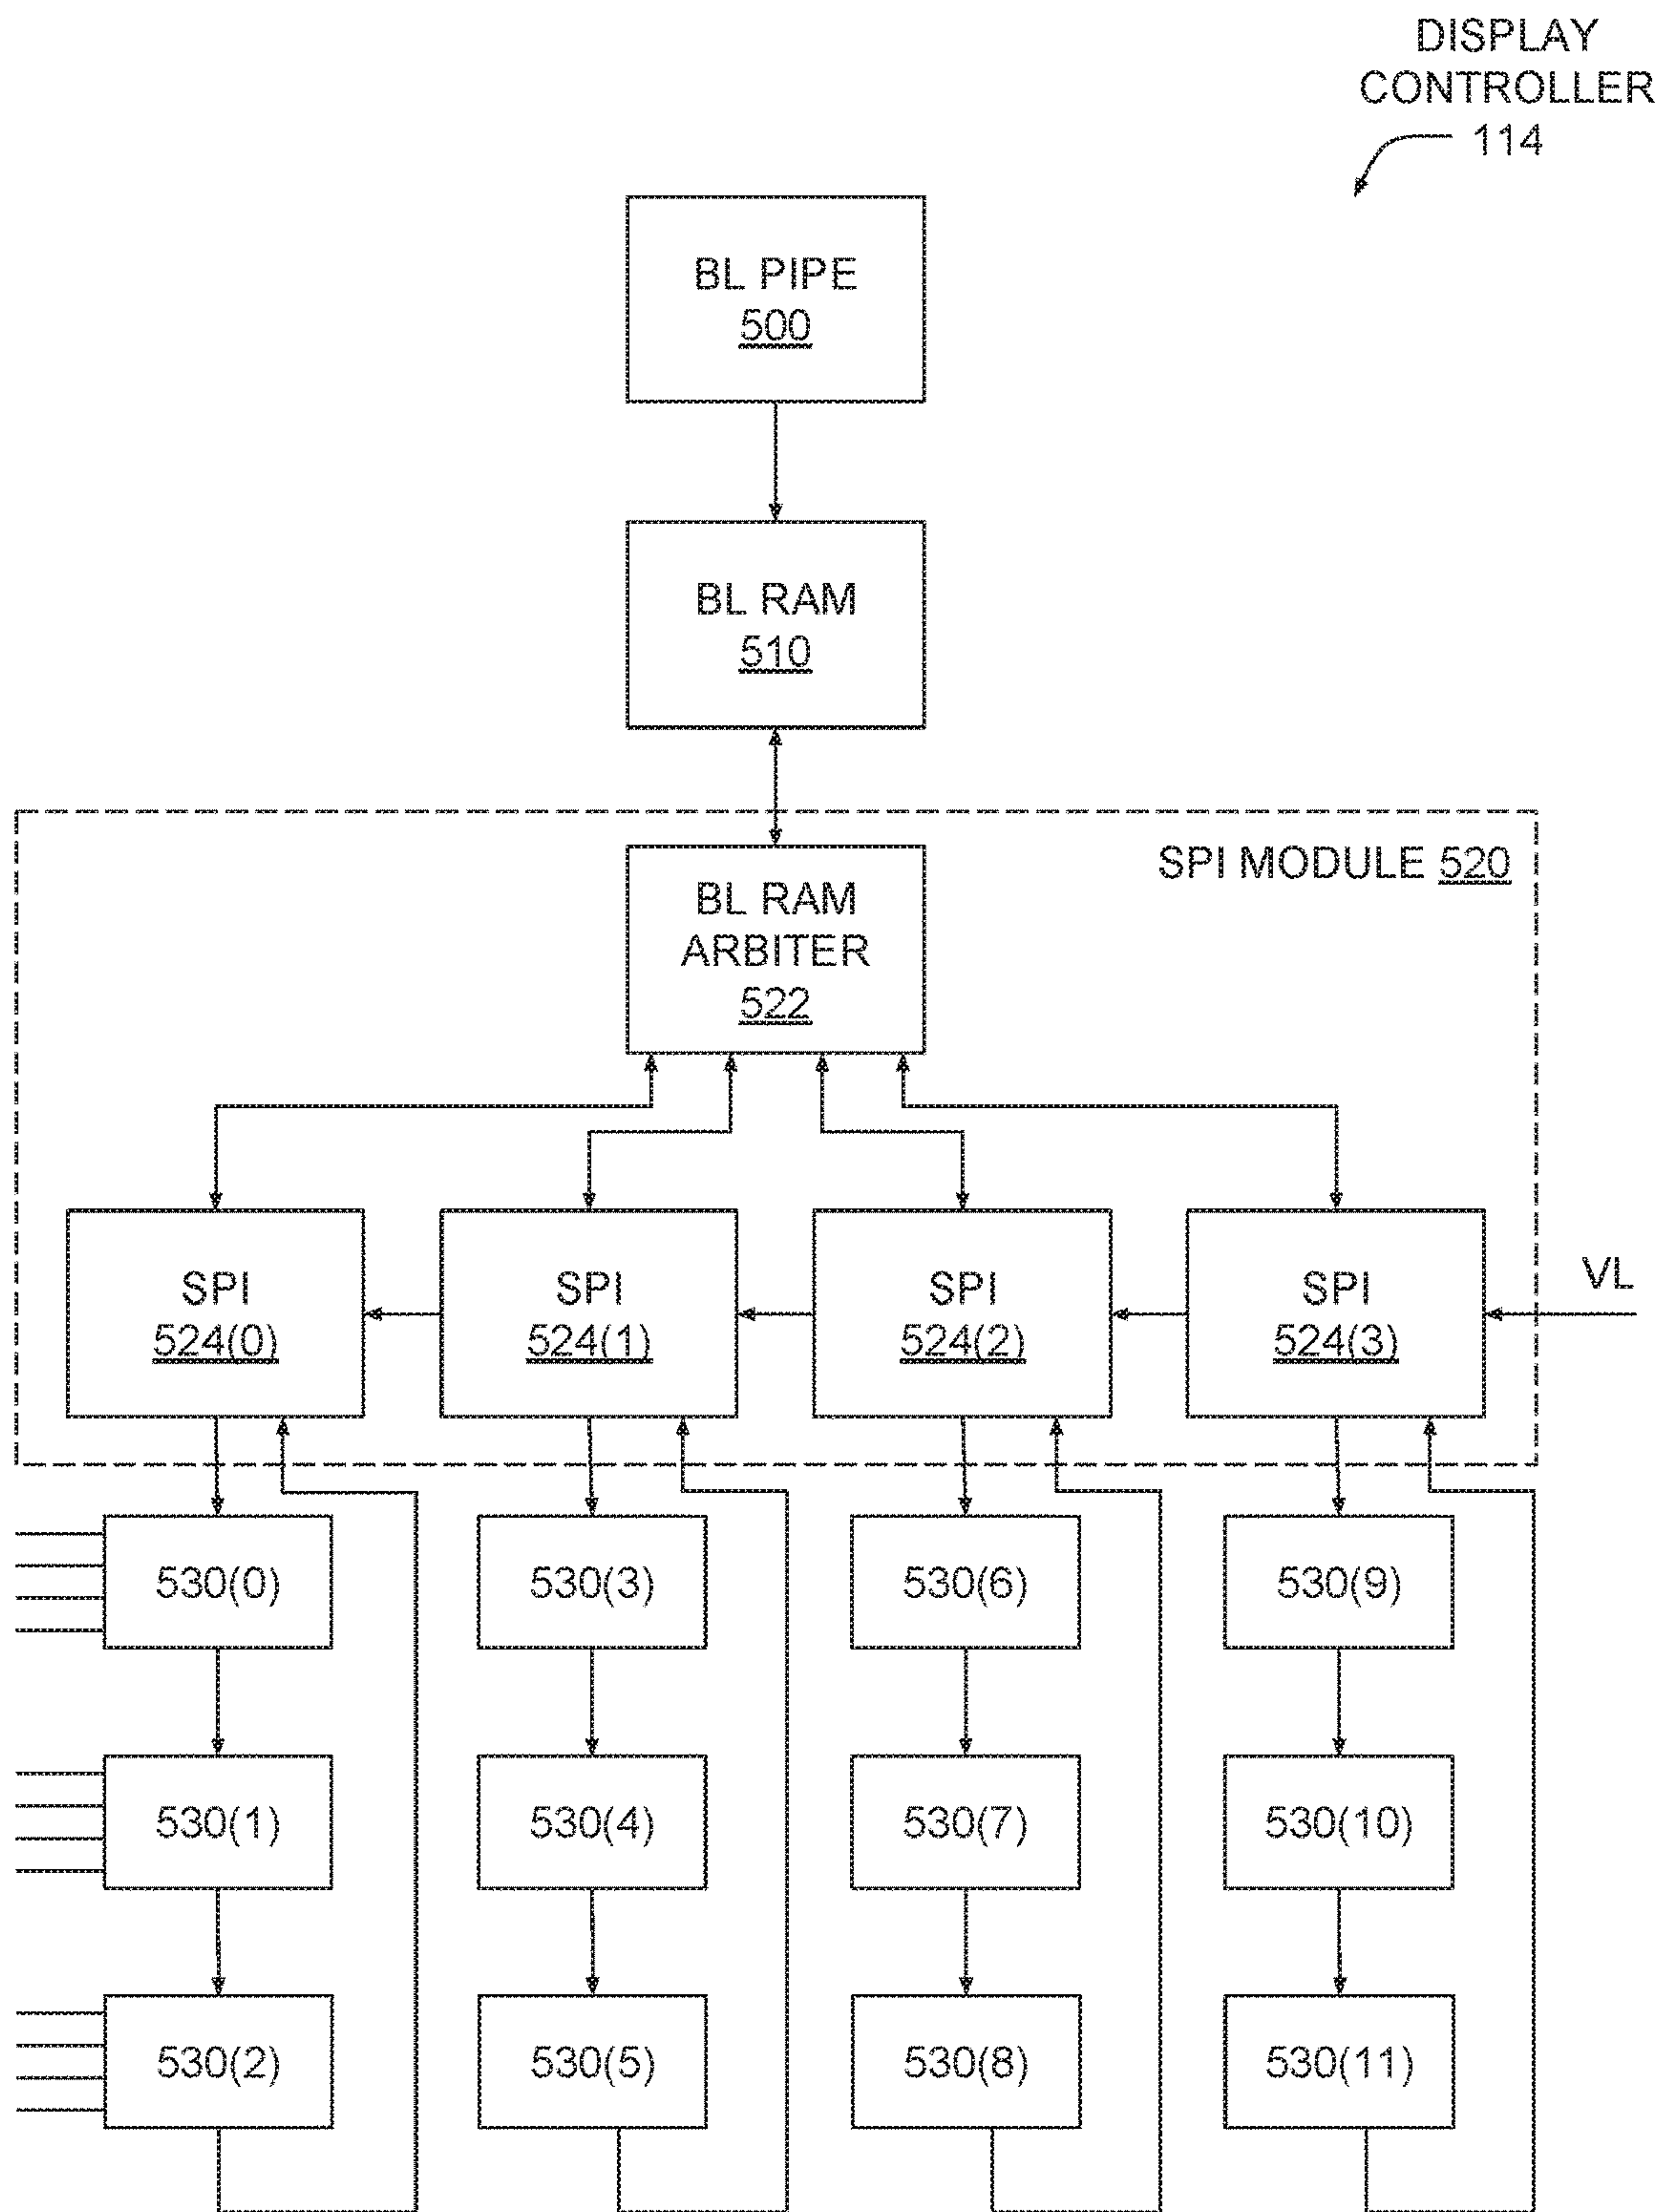 DISPLAY
CONTROLLER
114
BL PIPE
500
BL RAM
510
SPI MODULE 520
BL RAM
ARBITER
522
VL
SPI
524(0)
SPI
524(1)
SPI
524(2)
SPI
524(3)
530(0)
530(3)
530(6)
530(9)
530(1)
530(4)
530(7)
530(10)
530(2)
530(5)
530(8)
530(11)